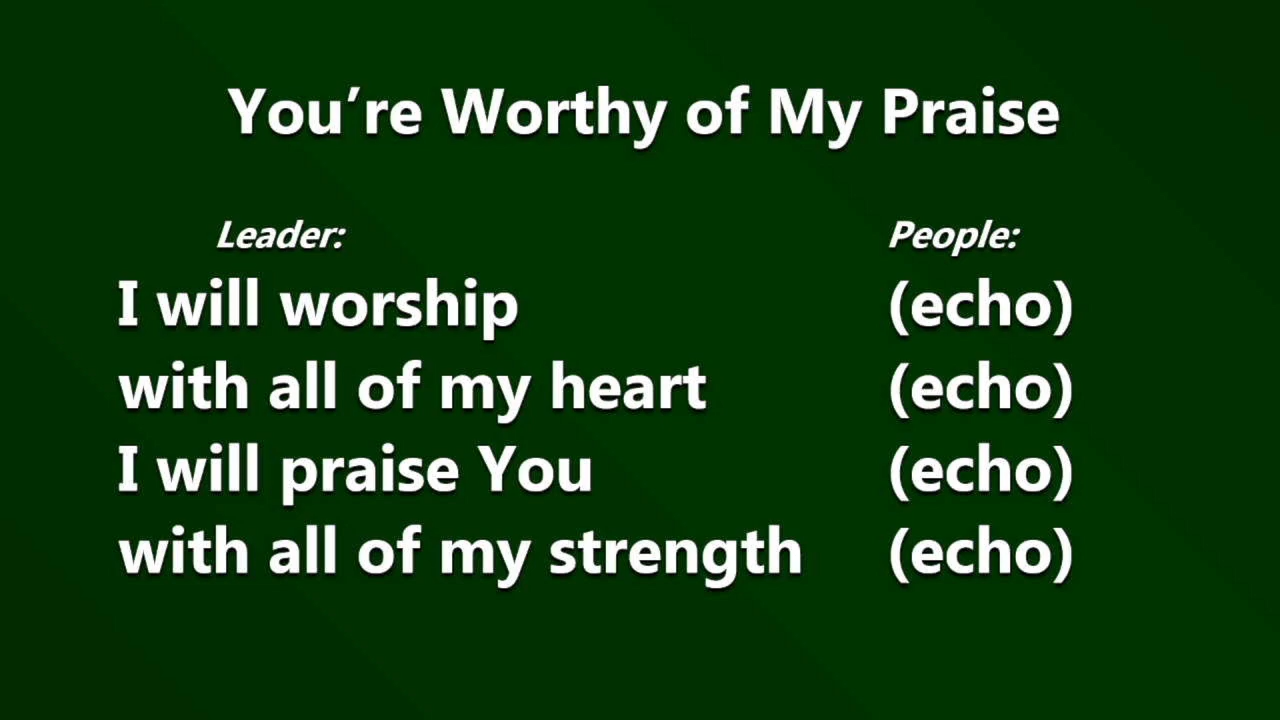 You’re Worthy of My Praise
Leader: People:
I will worship (echo)
with all of my heart (echo)
I will praise You (echo)
with all of my strength (echo)